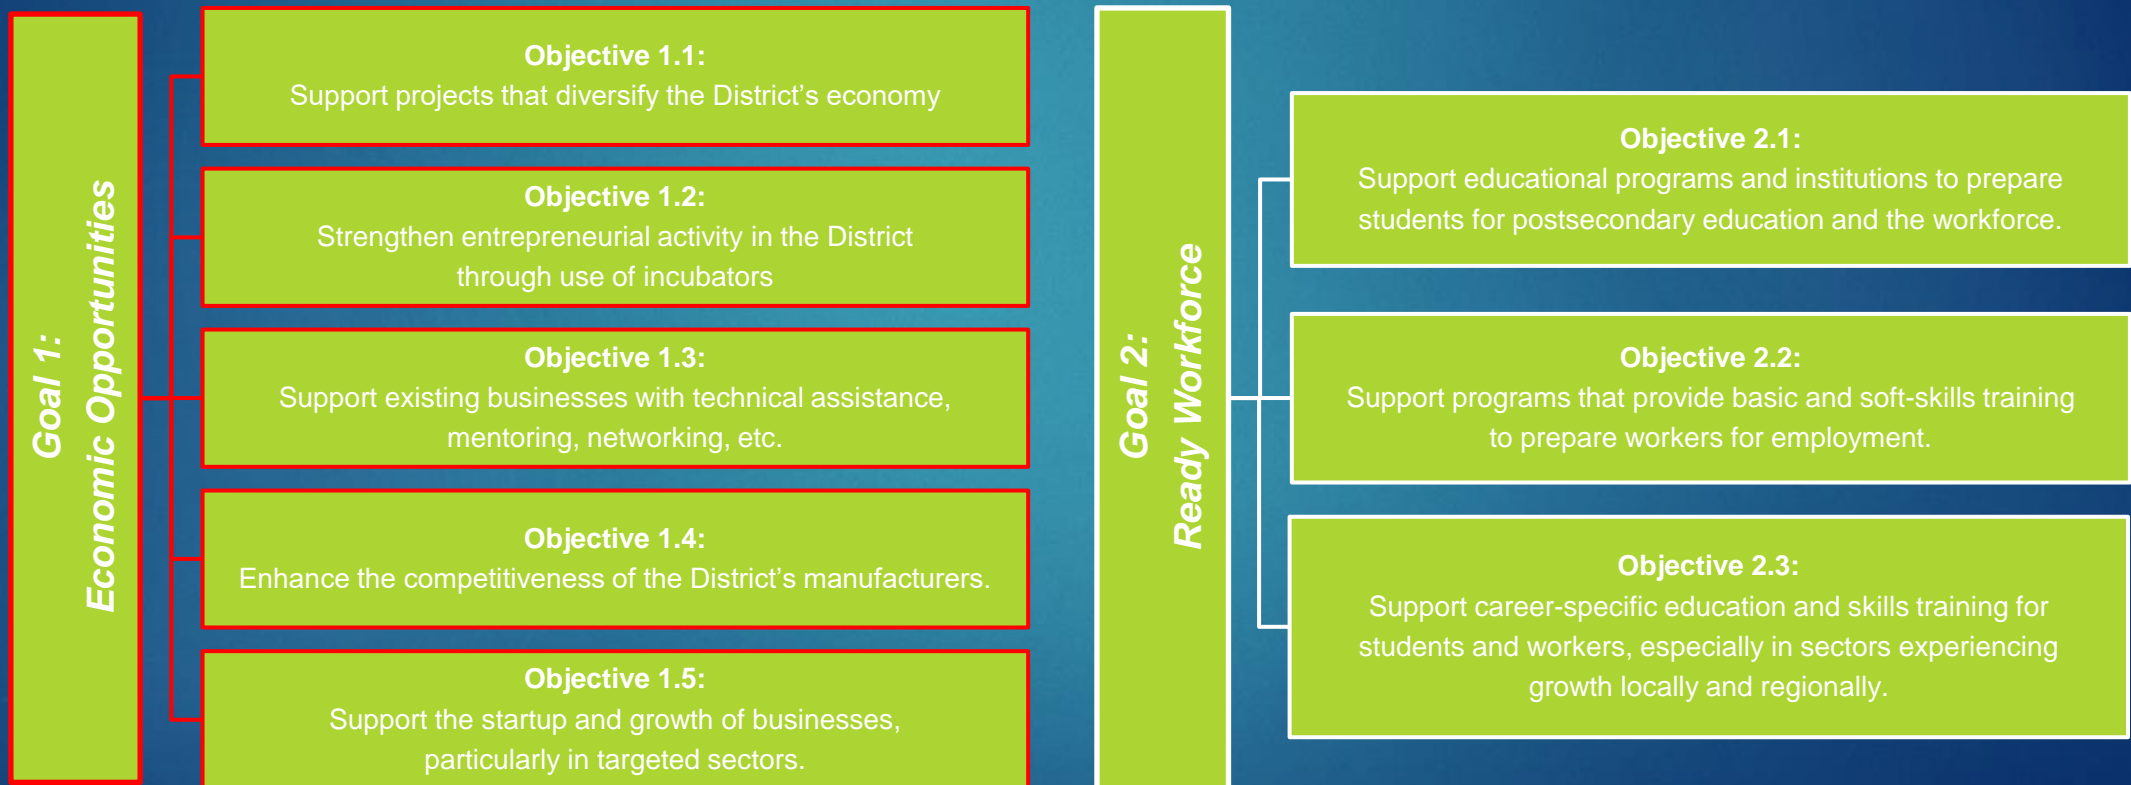 Goal 1:
Economic Opportunities
Objective 1.1:
Support projects that diversify the District’s economy
Objective 1.2:
Strengthen entrepreneurial activity in the District
through use of incubators
Objective 1.3:
Support existing businesses with technical assistance,
mentoring, networking, etc.
Objective 1.4:
Enhance the competitiveness of the District’s manufacturers.
Objective 1.5:
Support the startup and growth of businesses,
particularly in targeted sectors.
Goal 2:
Ready Workforce
Objective 2.1:
Support educational programs and institutions to prepare
students for postsecondary education and the workforce.
Objective 2.2:
Support programs that provide basic and soft-skills training
to prepare workers for employment.
Objective 2.3:
Support career-specific education and skills training for
students and workers, especially in sectors experiencing
growth locally and regionally.